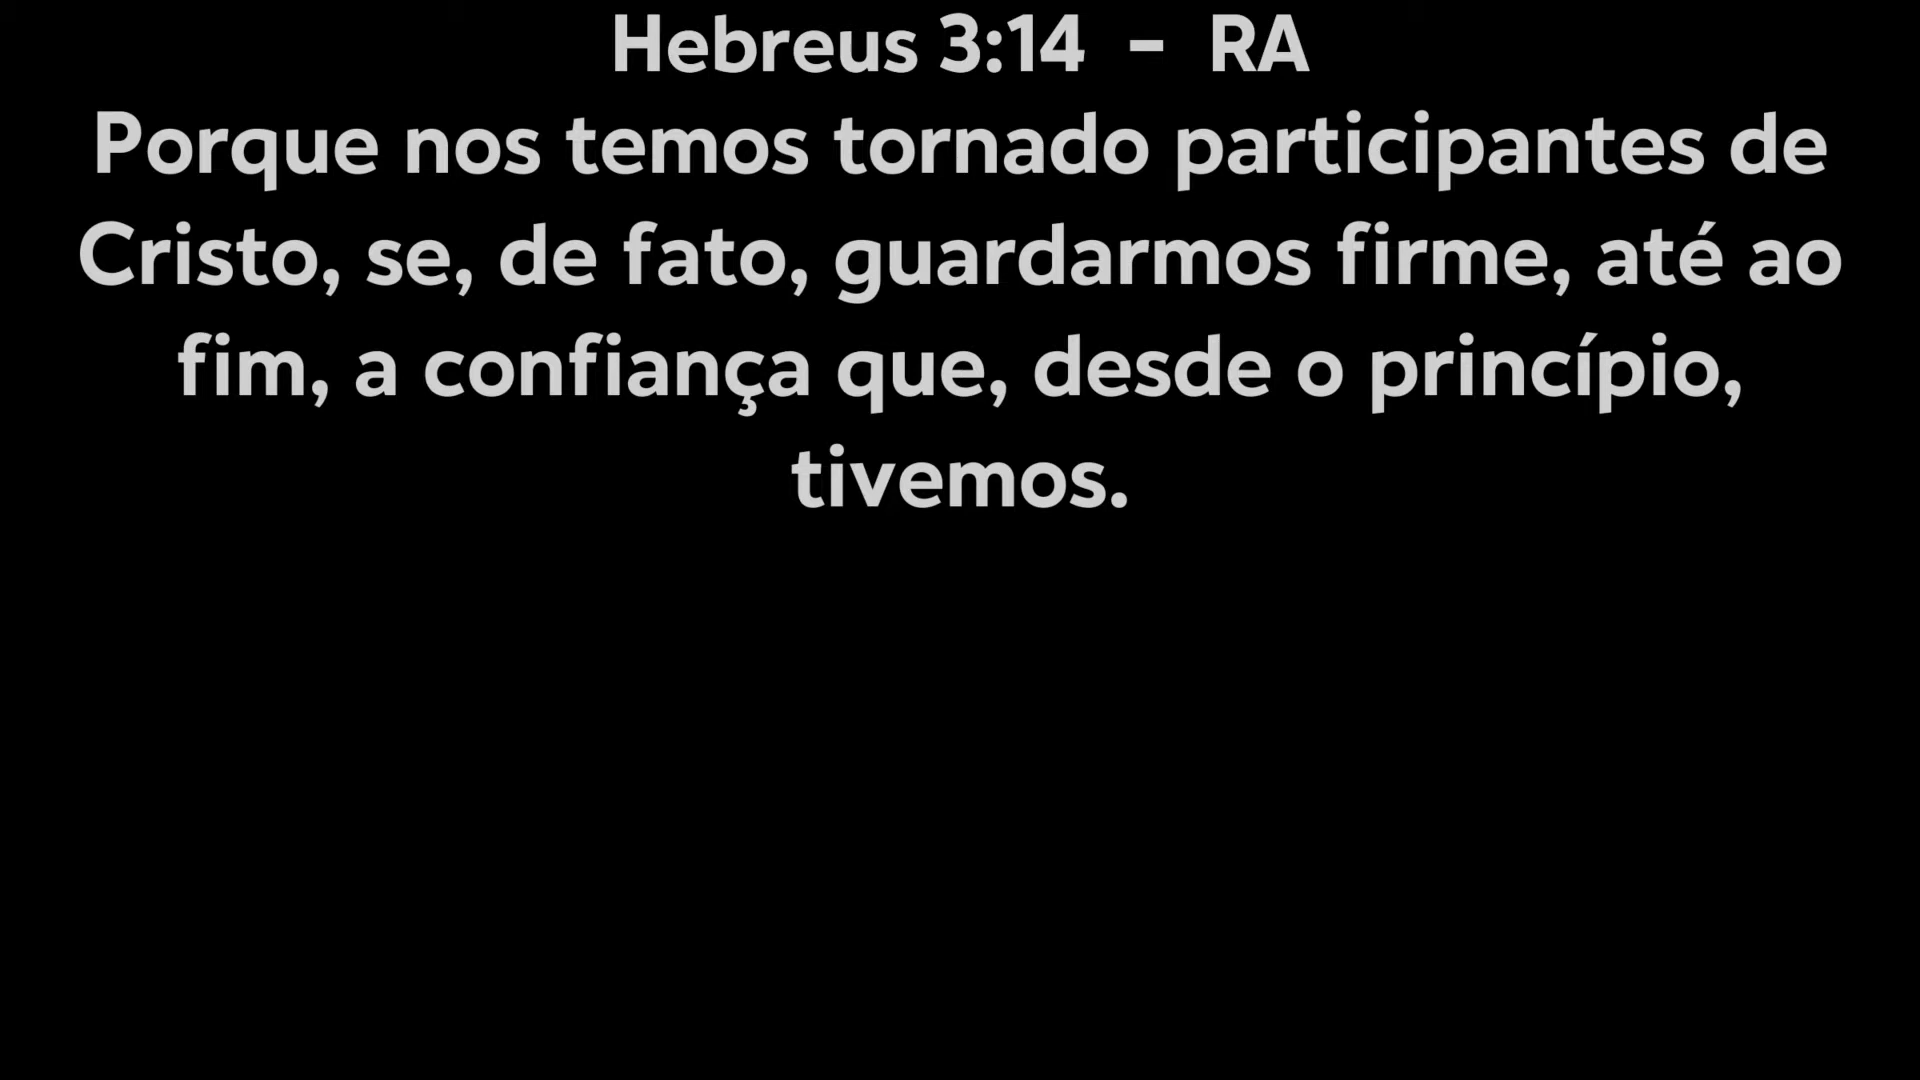 Hebreus 3:14 - RA
Porque nos temos tornado participantes de
Cristo, se, de fato, guardarmos firme, até ao
fim, a confiança que, desde o princípio,
tivemos.